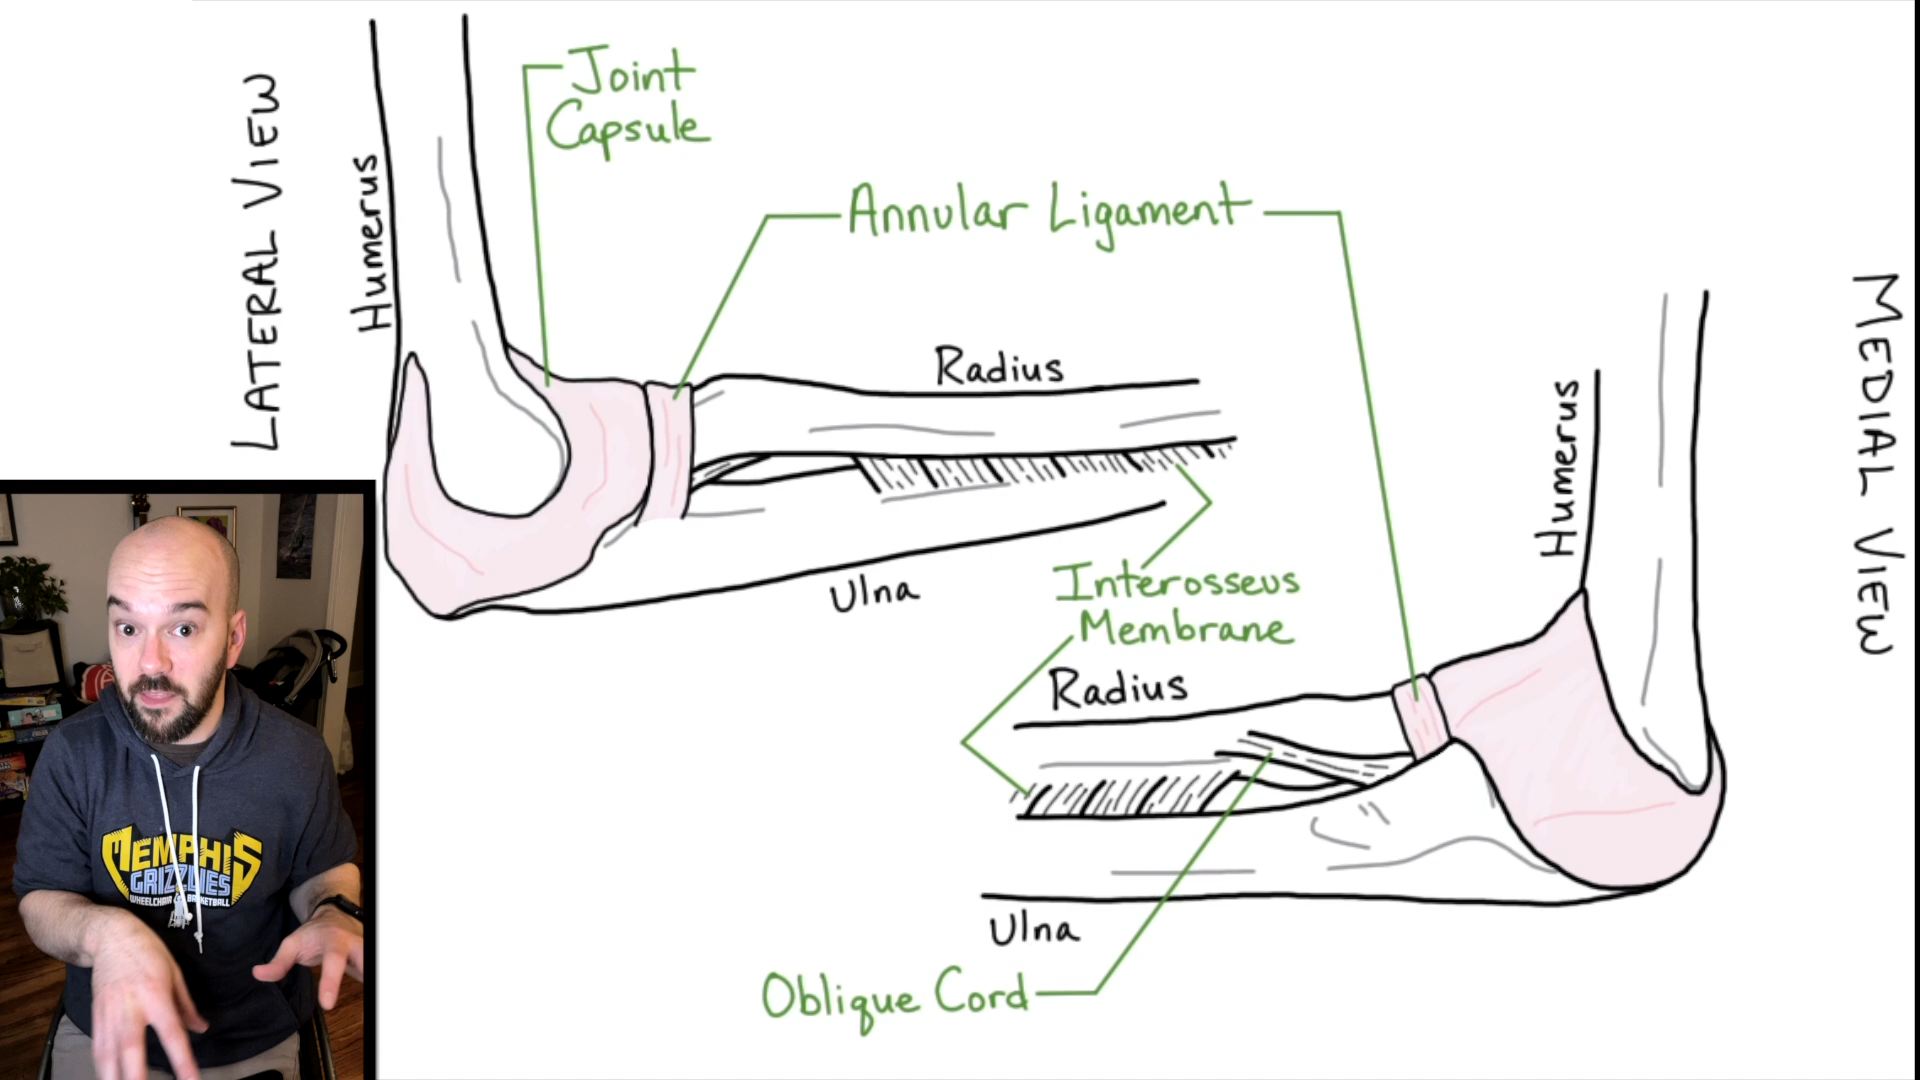 LATERAL VIEW
Humerus
Joint
Capsule
Annular Ligament
Radius
Ulna
Interosseus
Membrane
MEDIAL VIEW
Humerus
Radius
Ulna
Oblique Cord
MEMPHIS
GRIZZLIES
WHEELCHAIR BASKETBALL